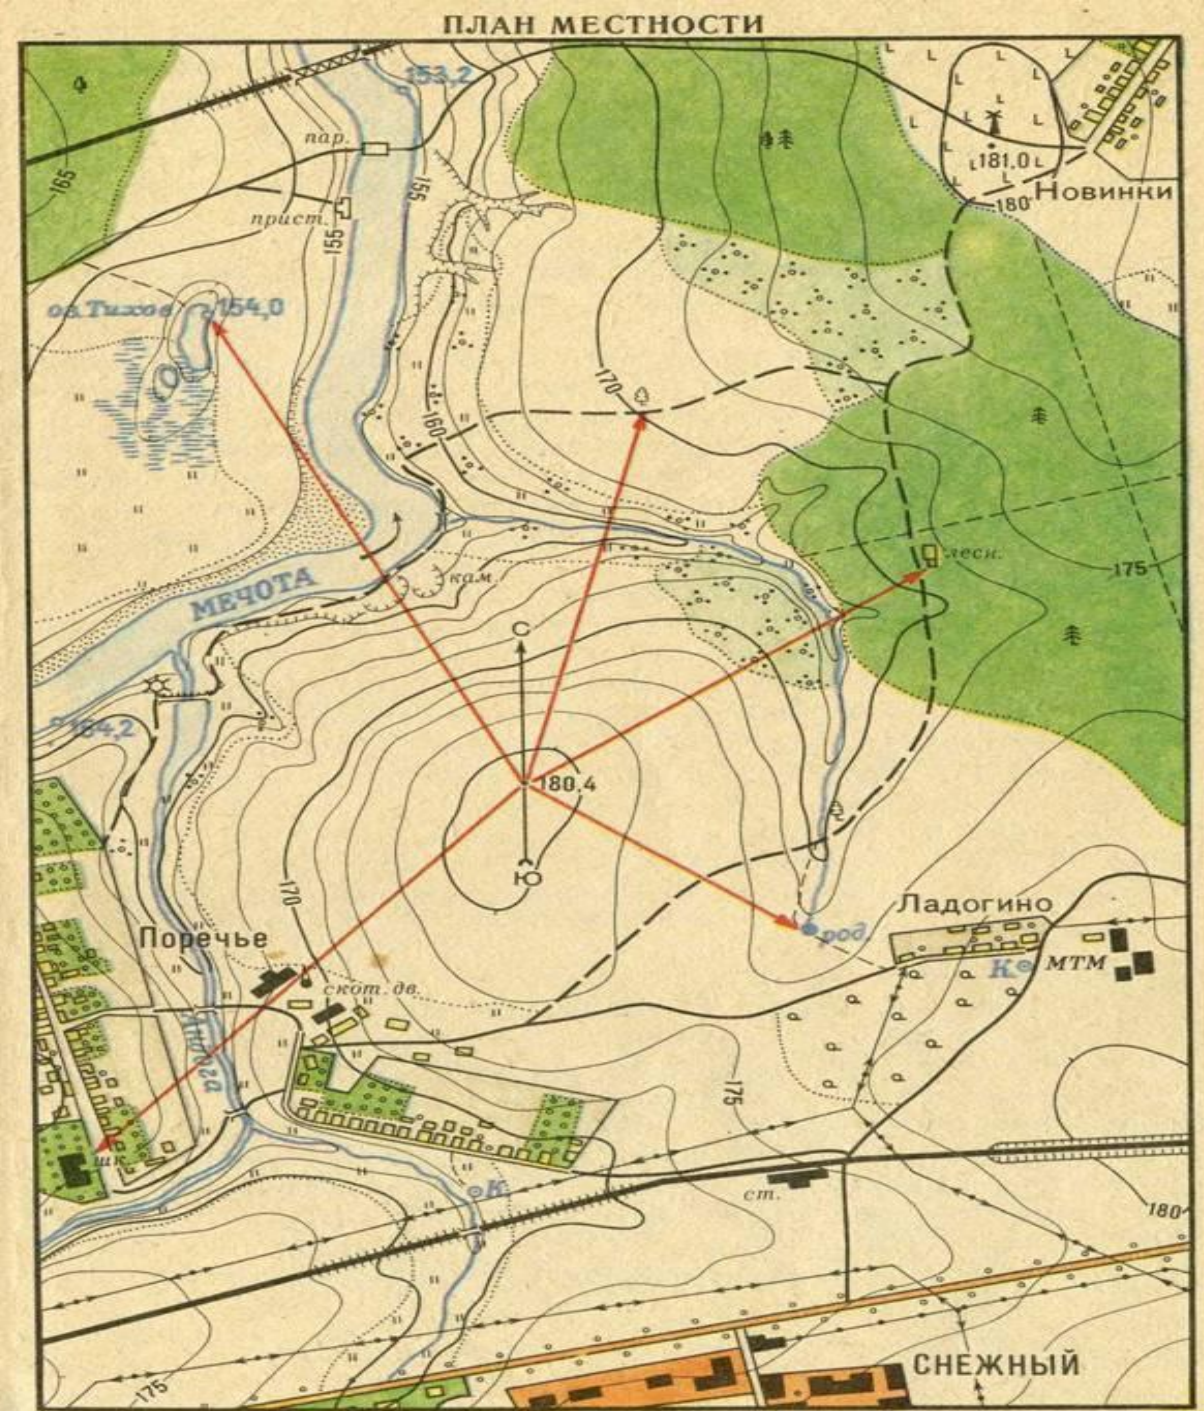 ПЛАН МЕСТНОСТИ
153,2
пар.
165
155
181,0
Новинки
180
прист.
155
оз. Тихое 154,0
170
160
лесн.
175
кам.
МЕЧОТА
С
164,2
180,4
Ю
170
Ладогино
Поречье
род.
К.
МТМ
скот. дв.
Андога
175
шк.
К.
ст.
180
СНЕЖНЫЙ
175